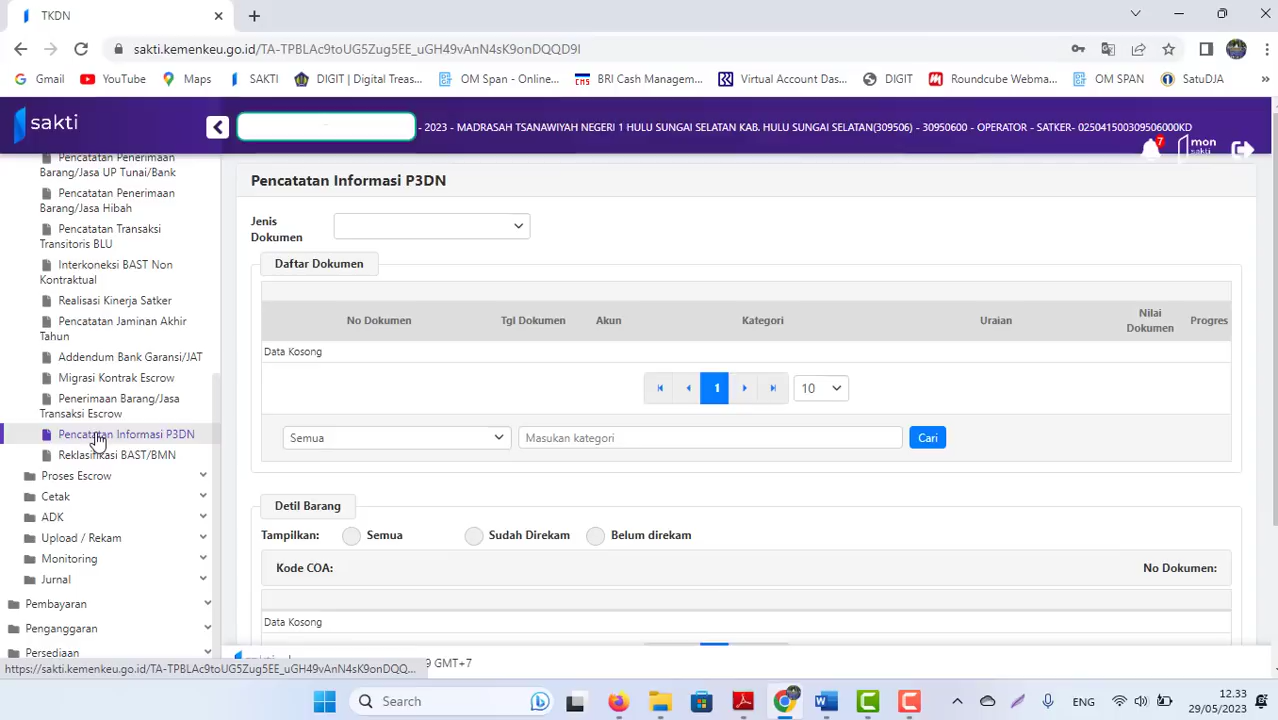 TKDN
sakti.kemenkeu.go.id/TA-TPBLAc9toUG5Zug5EE_uGH49vAnN4sK9onDQQD9I
Gmail YouTube Maps SAKTI DIGIT | Digital Treas... OM Span - Online... CMS BRI Cash Managem... Virtual Account Das... DIGIT Roundcube Webma... OM SPAN SatuDJA »
sakti
- 2023 - MADRASAH TSANAWIYAH NEGERI 1 HULU SUNGAI SELATAN KAB. HULU SUNGAI SELATAN(309506) - 30950600 - OPERATOR - SATKER- 025041500309506000KD
7
mon
sakti
Pencatatan Penerimaan
Barang/Jasa UP Tunai/Bank
Pencatatan Penerimaan
Barang/Jasa Hibah
Pencatatan Transaksi
Transitoris BLU
Interkoneksi BAST Non
Kontraktual
Realisasi Kinerja Satker
Pencatatan Jaminan Akhir
Tahun
Addendum Bank Garansi/JAT
Migrasi Kontrak Escrow
Penerimaan Barang/Jasa
Transaksi Escrow
Pencatatan Informasi P3DN
Reklasifikasi BAST/BMN
Proses Escrow
Cetak
ADK
Upload / Rekam
Monitoring
Jurnal
Pembayaran
Penganggaran
Persediaan
Pencatatan Informasi P3DN
Jenis
Dokumen
Daftar Dokumen
No Dokumen Tgl Dokumen Akun Kategori Uraian Nilai Dokumen Progres
Data Kosong
1 10
Semua Masukan kategori Cari
Detil Barang
Tampilkan: Semua Sudah Direkam Belum direkam
Kode COA: No Dokumen:
Data Kosong
9 GMT+7
https://sakti.kemenkeu.go.id/TA-TPBLAc9toUG5Zug5EE_uGH49vAnN4sK9onDQQ...
Search
ENG
12.33
29/05/2023